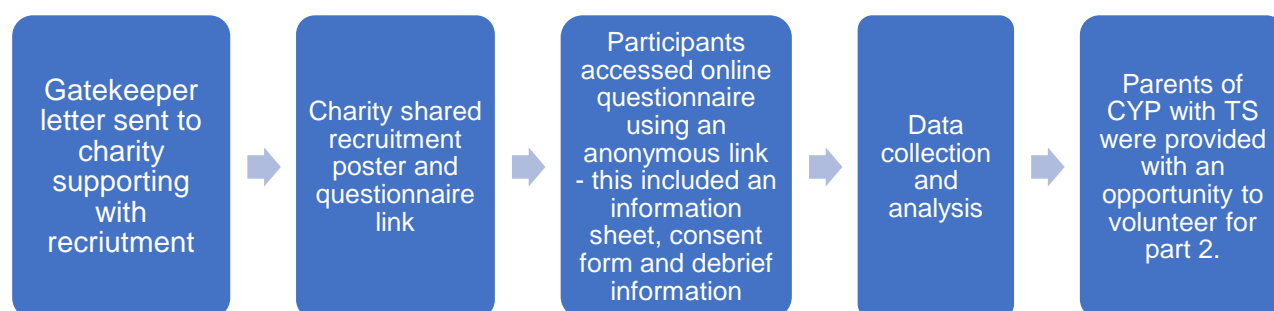 Gatekeeper
letter sent to
charity
supporting
with
recriutment
Charity shared
recruitment
poster and
questionnaire
link
Participants
accessed online
questionnaire
using an
anonymous link
- this included an
information
sheet, consent
form and debrief
information
Data
collection
and
analysis
Parents of
CYP with TS
were provided
with an
opportunity to
volunteer for
part 2.